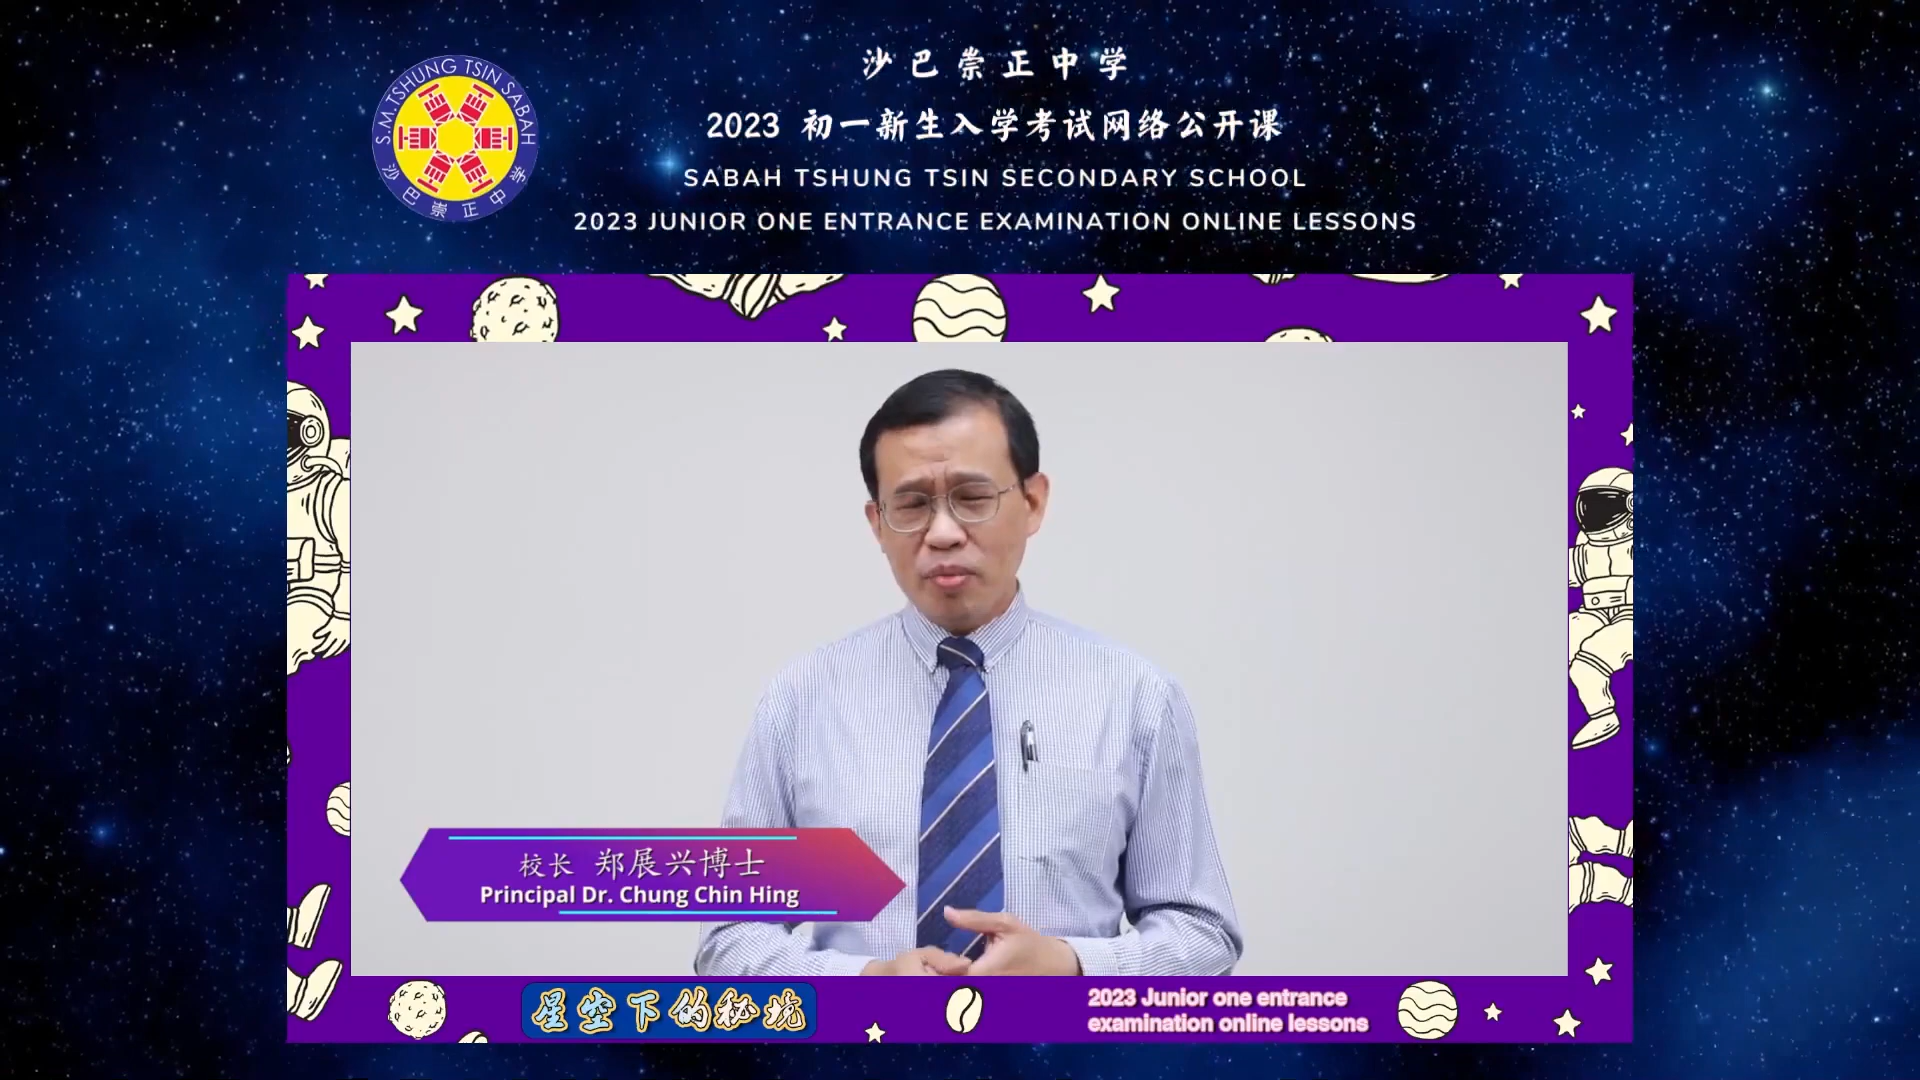 S.M TSHUNG TSIN SABAH
沙巴崇正中学
沙巴崇正中学
2023 初一新生入学考试网络公开课
SABAH TSHUNG TSIN SECONDARY SCHOOL
2023 JUNIOR ONE ENTRANCE EXAMINATION ONLINE LESSONS
校长 郑展兴博士
Principal Dr. Chung Chin Hing
星空下的秘境
2023 Junior one entrance
examination online lessons